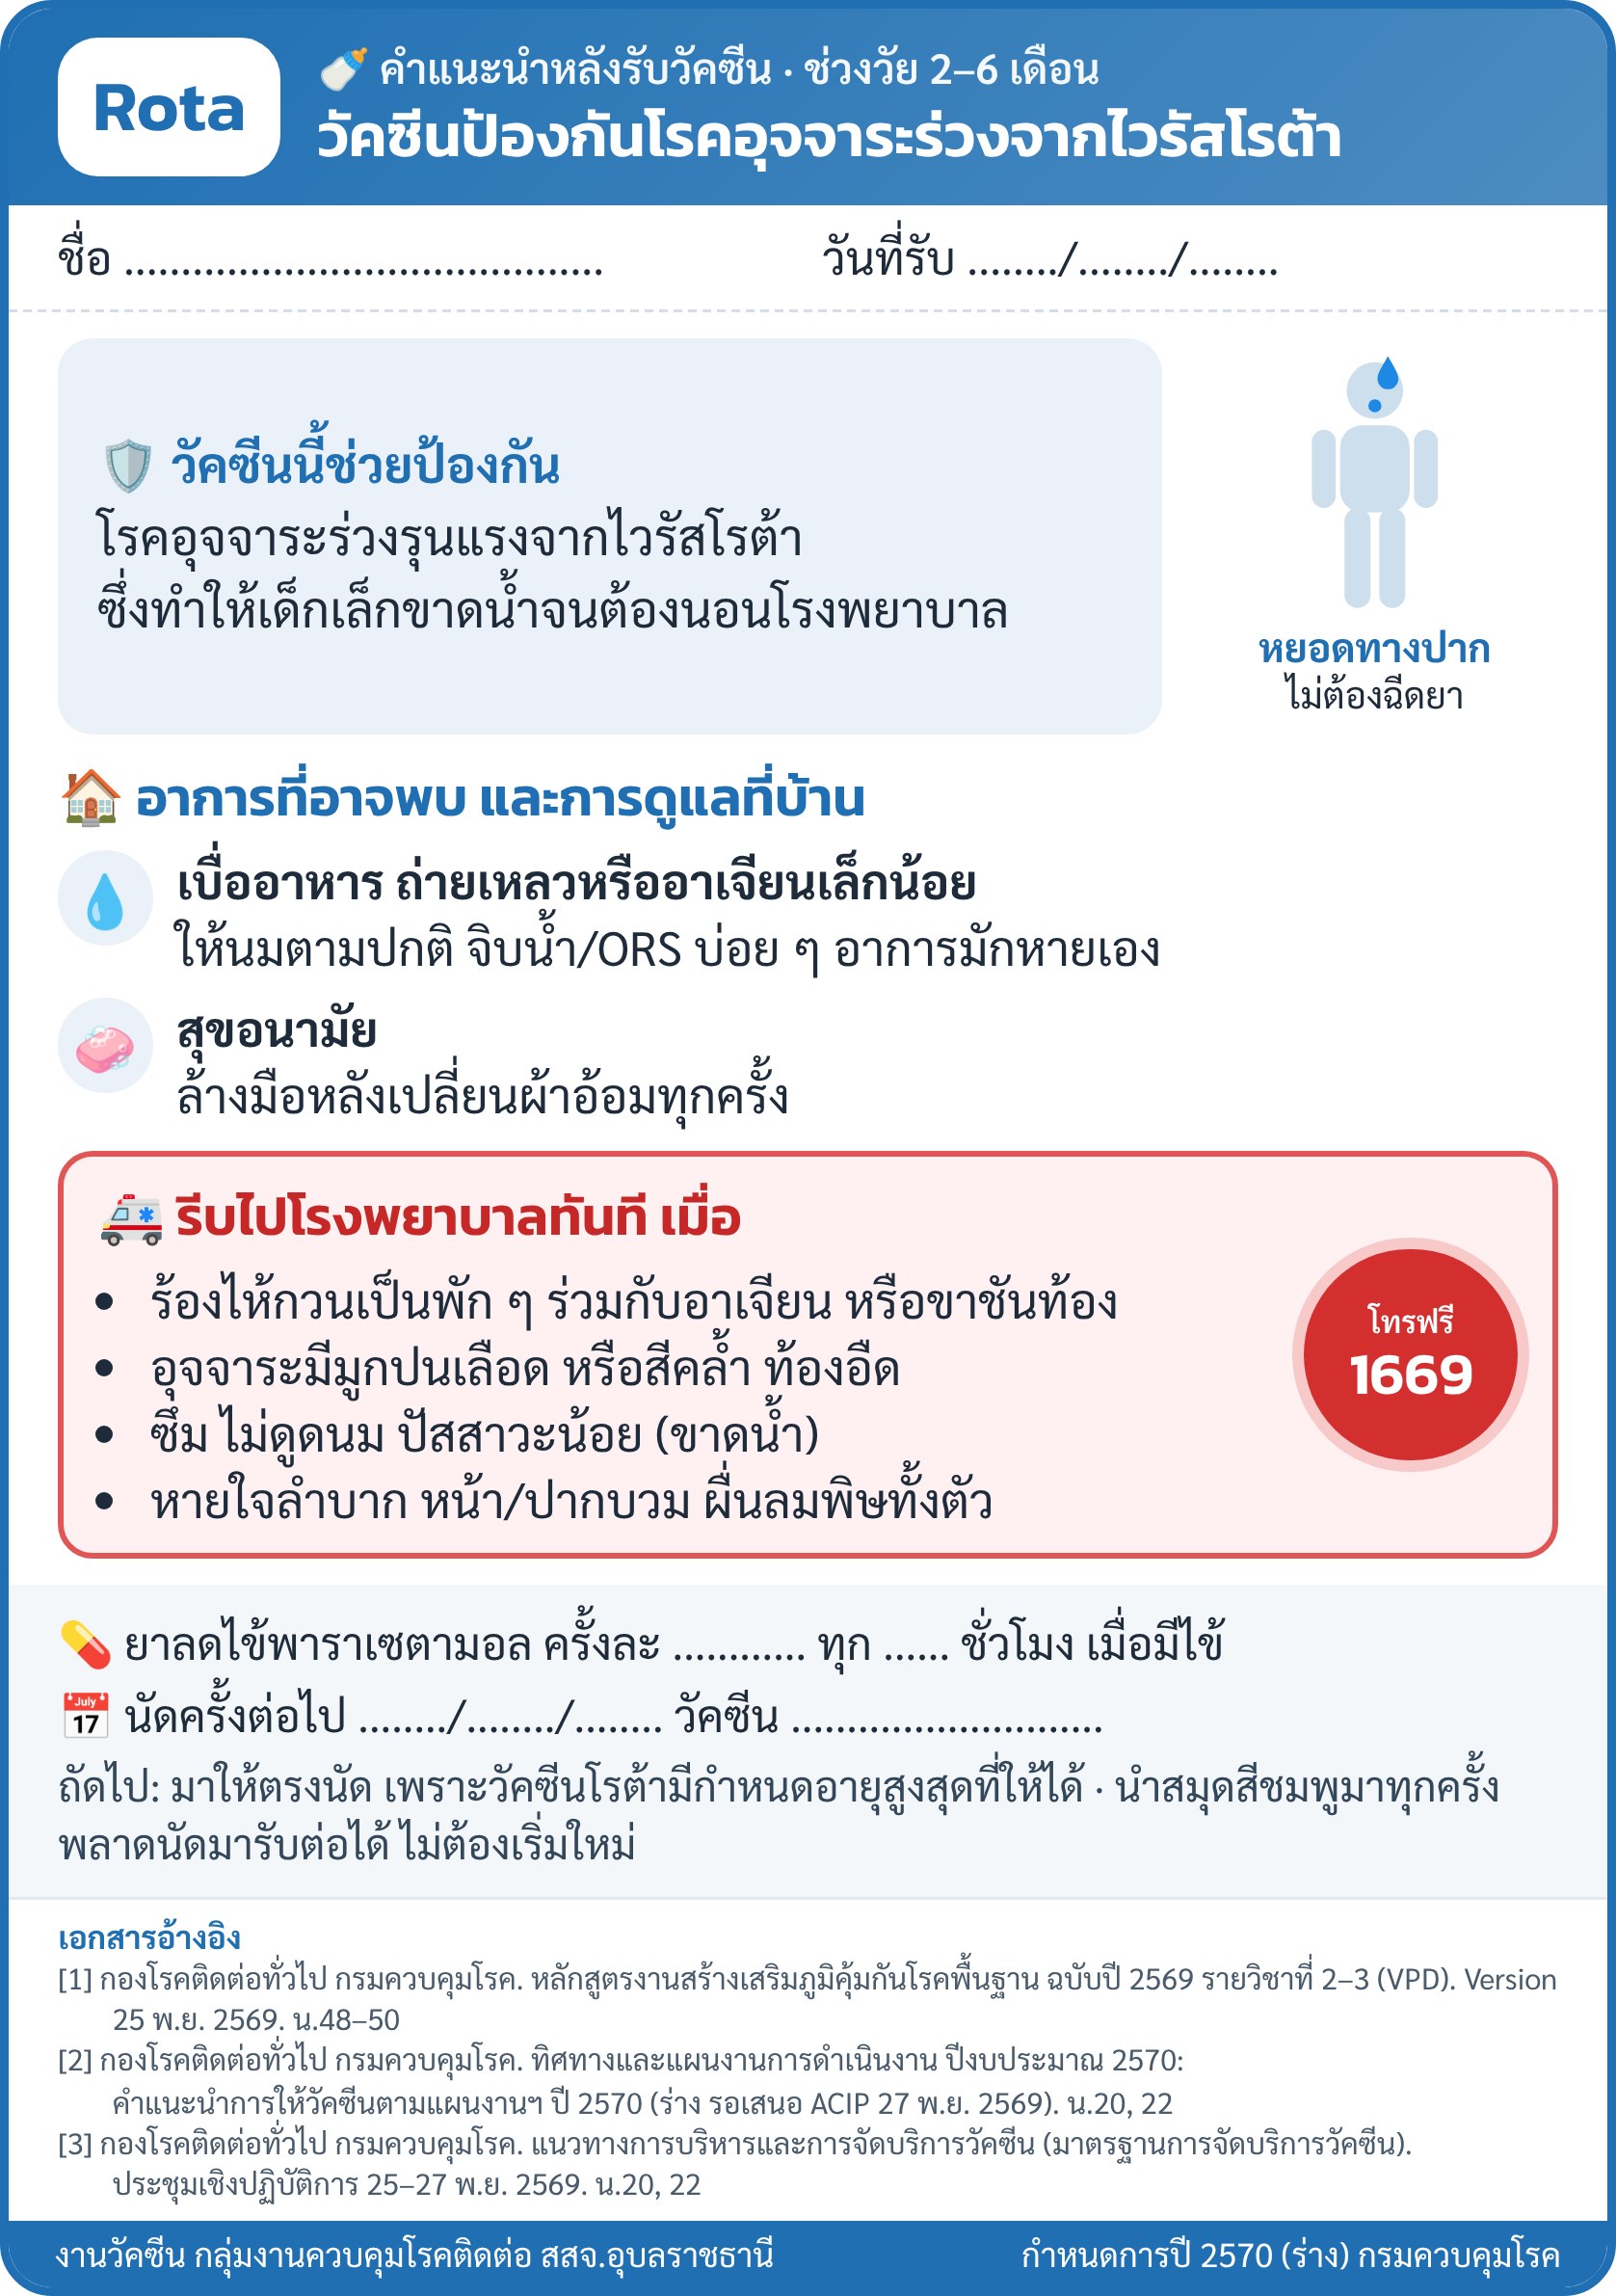 Rota
คำแนะนำหลังรับวัคซีน · ช่วงวัย 2–6 เดือน
วัคซีนป้องกันโรคอุจจาระร่วงจากไวรัสโรต้า
ชื่อ ........................................... วันที่รับ ......../......../........
วัคซีนนี้ช่วยป้องกัน
โรคอุจจาระร่วงรุนแรงจากไวรัสโรต้า
ซึ่งทำให้เด็กเล็กขาดน้ำจนต้องนอนโรงพยาบาล
หยอดทางปาก
ไม่ต้องฉีดยา
อาการที่อาจพบ และการดูแลที่บ้าน
เบื่ออาหาร ถ่ายเหลวหรืออาเจียนเล็กน้อย
ให้นมตามปกติ จิบน้ำ/ORS บ่อย ๆ อาการมักหายเอง
สุขอนามัย
ล้างมือหลังเปลี่ยนผ้าอ้อมทุกครั้ง
รีบไปโรงพยาบาลทันที เมื่อ
• ร้องไห้กวนเป็นพัก ๆ ร่วมกับอาเจียน หรือขาชันท้อง
• อุจจาระมีมูกปนเลือด หรือสีคล้ำ ท้องอืด
• ซึม ไม่ดูดนม ปัสสาวะน้อย (ขาดน้ำ)
• หายใจลำบาก หน้า/ปากบวม ผื่นลมพิษทั้งตัว
โทรฟรี
1669
ยาลดไข้พาราเซตามอล ครั้งละ ............ ทุก ...... ชั่วโมง เมื่อมีไข้
July
17
นัดครั้งต่อไป ......../......../........ วัคซีน ............................
ถัดไป: มาให้ตรงนัด เพราะวัคซีนโรต้ามีกำหนดอายุสูงสุดที่ให้ได้ · นำสมุดสีชมพูมาทุกครั้ง
พลาดนัดมารับต่อได้ ไม่ต้องเริ่มใหม่
เอกสารอ้างอิง
[1] กองโรคติดต่อทั่วไป กรมควบคุมโรค. หลักสูตรงานสร้างเสริมภูมิคุ้มกันโรคพื้นฐาน ฉบับปี 2569 รายวิชาที่ 2–3 (VPD). Version
25 พ.ย. 2569. น.48–50
[2] กองโรคติดต่อทั่วไป กรมควบคุมโรค. ทิศทางและแผนงานการดำเนินงาน ปีงบประมาณ 2570:
คำแนะนำการให้วัคซีนตามแผนงานฯ ปี 2570 (ร่าง รอเสนอ ACIP 27 พ.ย. 2569). น.20, 22
[3] กองโรคติดต่อทั่วไป กรมควบคุมโรค. แนวทางการบริหารและการจัดบริการวัคซีน (มาตรฐานการจัดบริการวัคซีน).
ประชุมเชิงปฏิบัติการ 25–27 พ.ย. 2569. น.20, 22
งานวัคซีน กลุ่มงานควบคุมโรคติดต่อ สสจ.อุบลราชธานี
กำหนดการปี 2570 (ร่าง) กรมควบคุมโรค